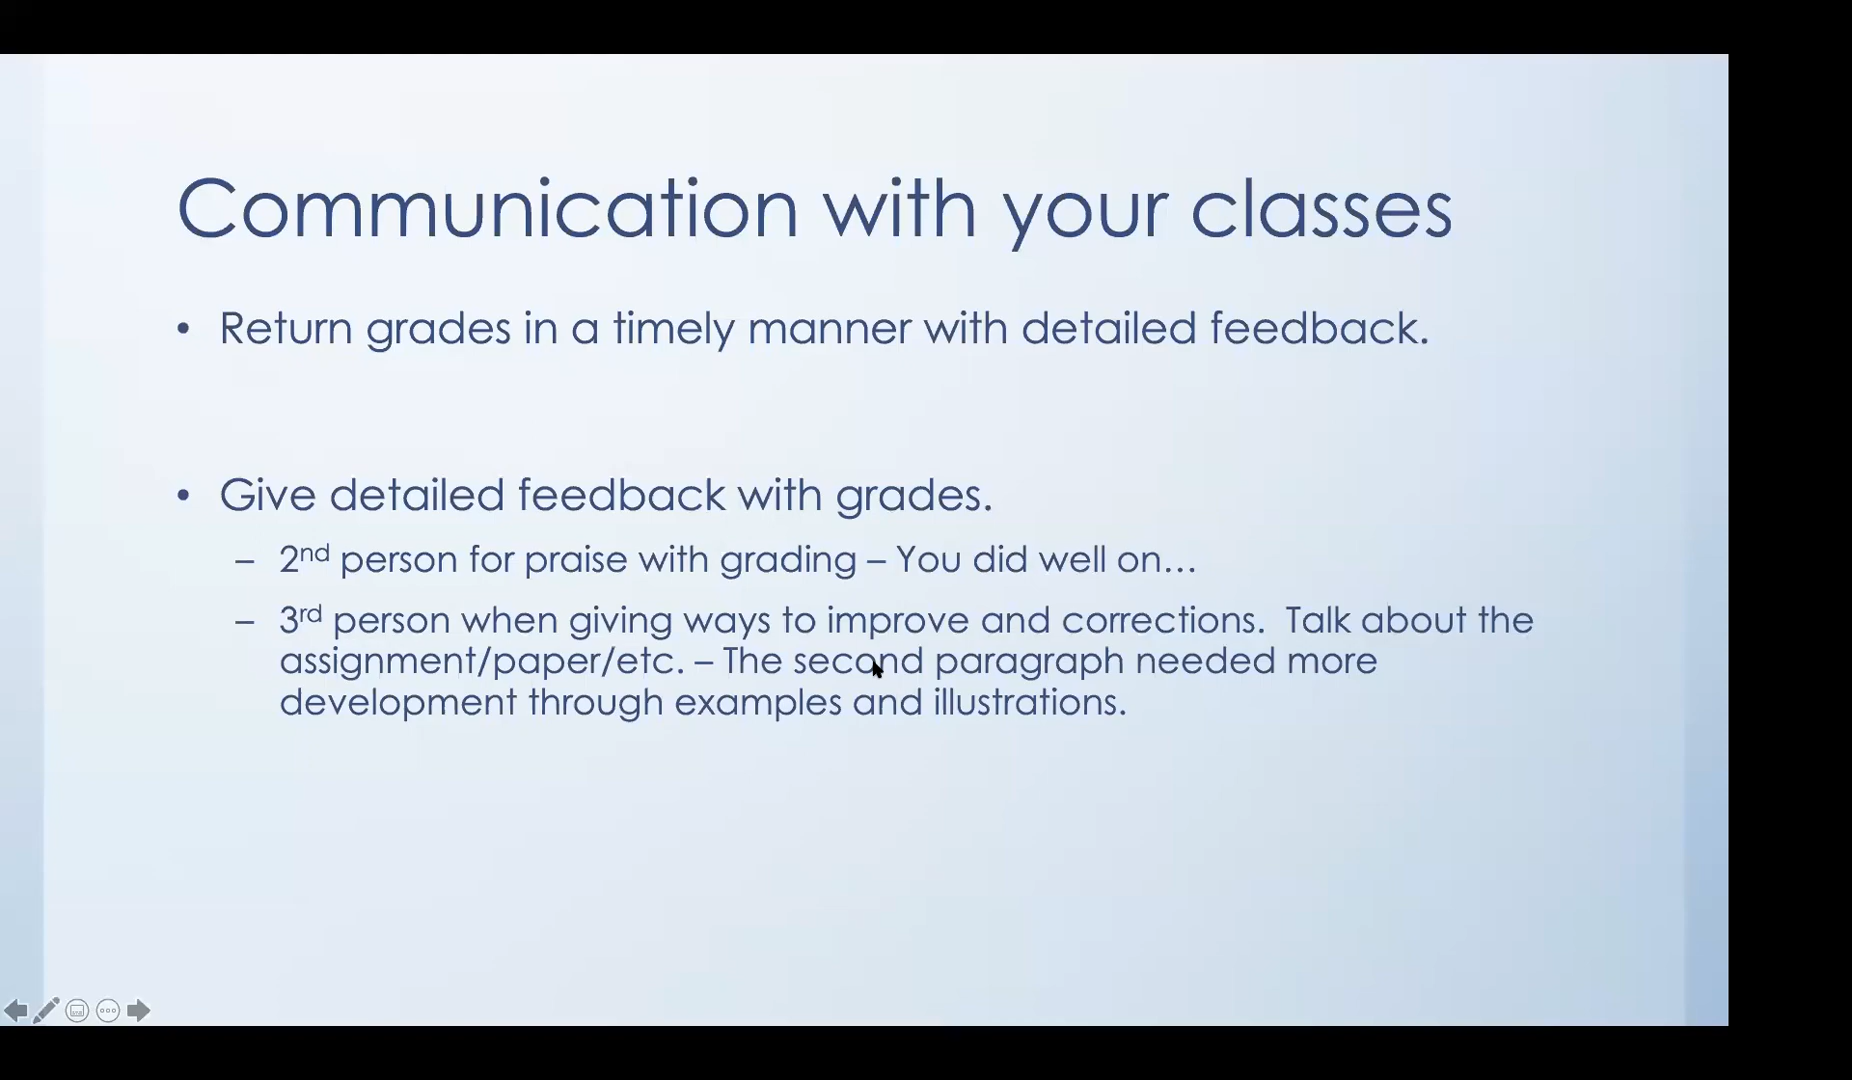 Communication with your classes
• Return grades in a timely manner with detailed feedback.
• Give detailed feedback with grades.
– 2nd person for praise with grading – You did well on...
– 3rd person when giving ways to improve and corrections.  Talk about the
assignment/paper/etc. – The second paragraph needed more
development through examples and illustrations.